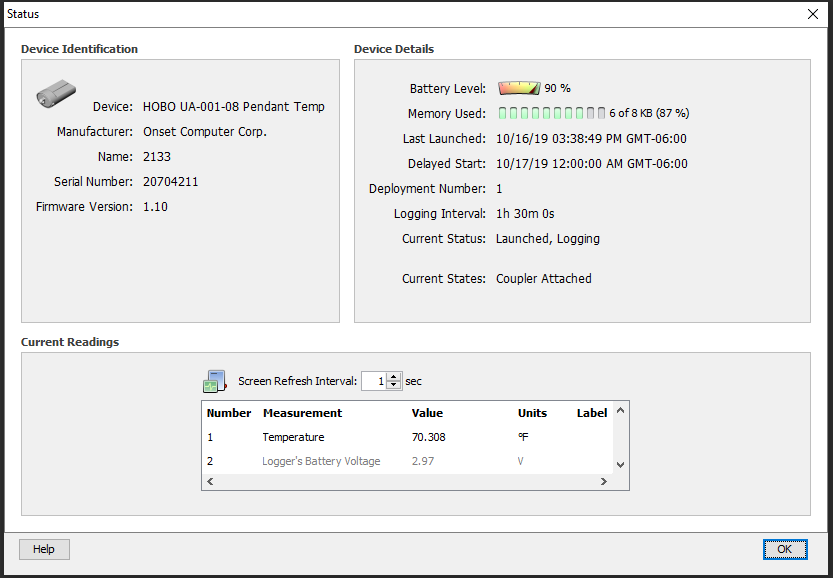 Status
Device Identification
Device: HOBO UA-001-08 Pendant Temp
Manufacturer: Onset Computer Corp.
Name: 2133
Serial Number: 20704211
Firmware Version: 1.10
Device Details
Battery Level: 90 %
Memory Used: 6 of 8 KB (87 %)
Last Launched: 10/16/19 03:38:49 PM GMT-06:00
Delayed Start: 10/17/19 12:00:00 AM GMT-06:00
Deployment Number: 1
Logging Interval: 1h 30m 0s
Current Status: Launched, Logging
Current States: Coupler Attached
Current Readings
Screen Refresh Interval: 1 sec
Number Measurement Value Units Label
1 Temperature 70.308 °F
2 Logger's Battery Voltage 2.97 V
Help OK